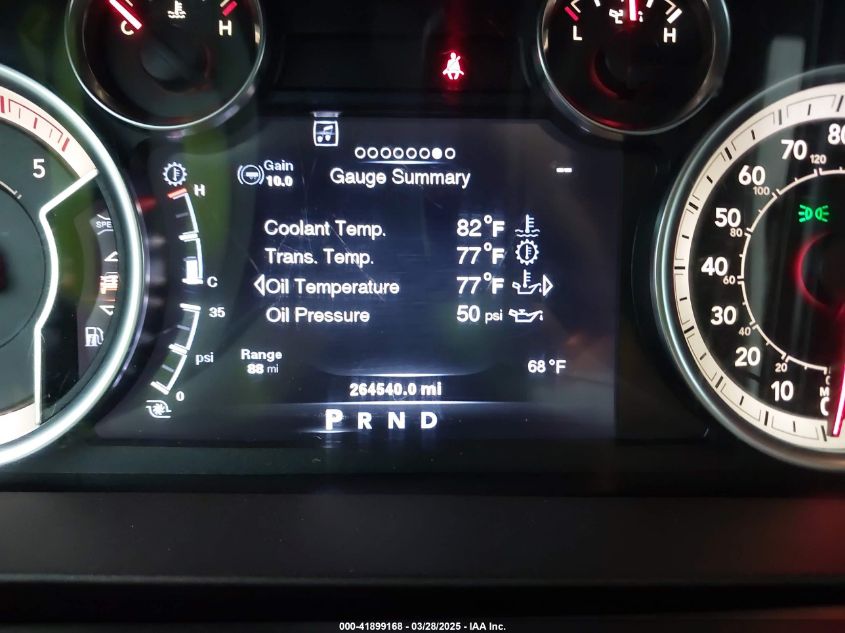 C H
L H
5
Gain
10.0
Gauge Summary
--
H
C
Coolant Temp. 82°F
Trans. Temp. 77°F
Oil Temperature 77°F
Oil Pressure 50 psi
35
psi
0
Range
88 mi
68°F
264540.0 mi
P R N D
80
70
60
50
40
30
20
10
120
100
80
60
40
20
000-41899168 - 03/28/2025 - IAA Inc.